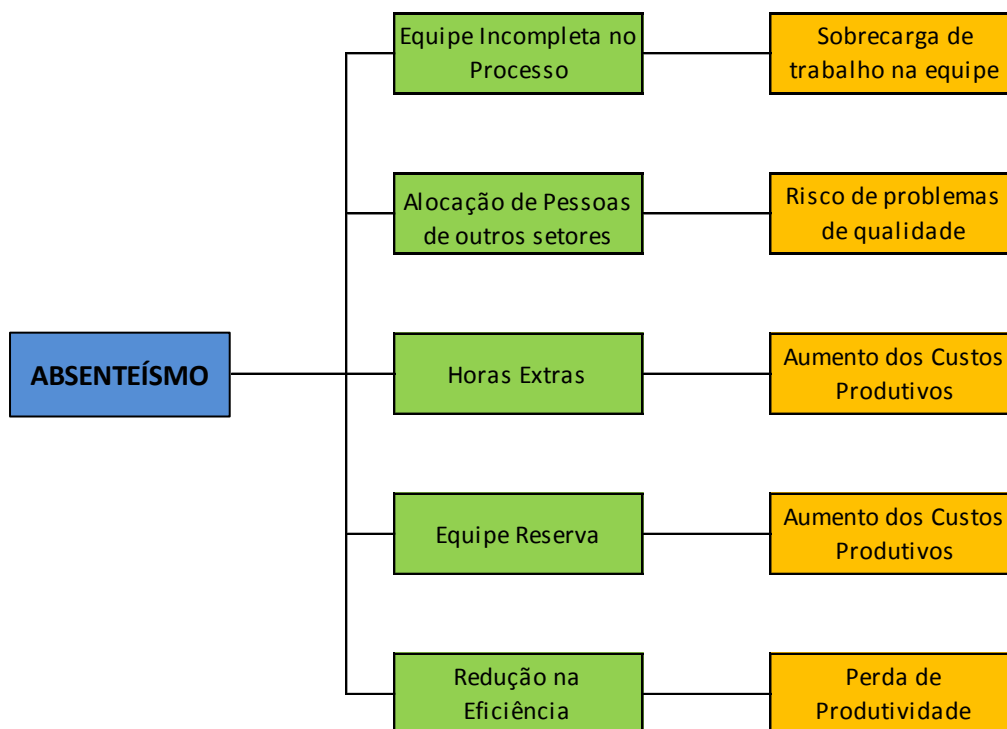 Equipe Incompleta no
Processo
Sobrecarga de
trabalho na equipe
Alocação de Pessoas
de outros setores
Risco de problemas
de qualidade
ABSENTEÍSMO
Horas Extras
Aumento dos Custos
Produtivos
Equipe Reserva
Aumento dos Custos
Produtivos
Redução na
Eficiência
Perda de
Produtividade